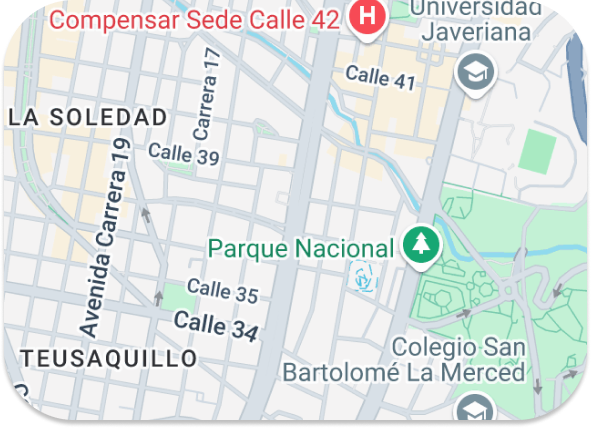 Compensar Sede Calle 42
H
Universidad
Javeriana
Calle 41
Carrera 17
LA SOLEDAD
Calle 39
Avenida Carrera 19
Parque Nacional
Calle 35
Calle 34
TEUSAQUILLO
Colegio San
Bartolomé La Merced